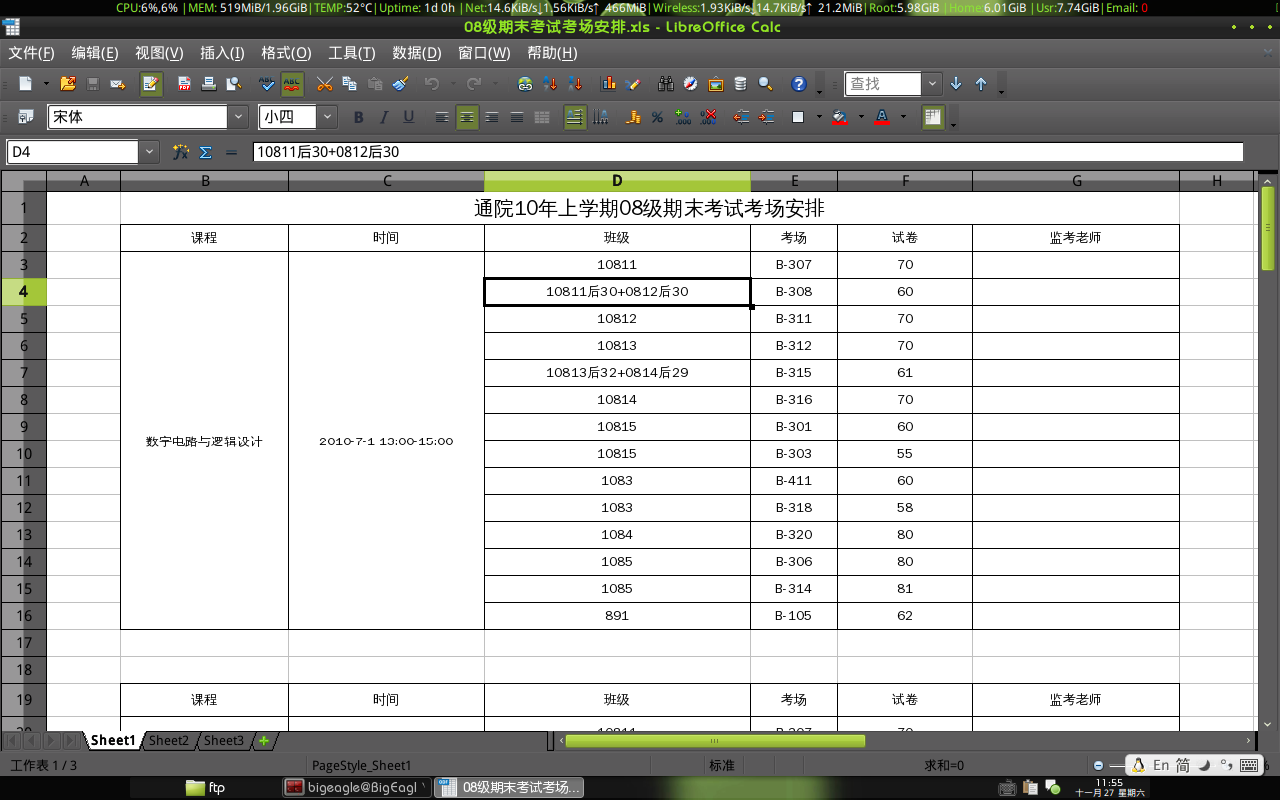 CPU:6%,6% |MEM: 519MiB/1.96GiB|TEMP:52°C|Uptime: 1d 0h |Net:14.6KiB/s↓1.56KiB/s↑ 466MiB|Wireless:1.93KiB/s↓14.7KiB/s↑ 21.2MiB|Root:5.98GiB |Home:6.01GiB |Usr:7.74GiB|Email: 0
08级期末考试考场安排.xls - LibreOffice Calc
文件(F) 编辑(E) 视图(V) 插入(I) 格式(O) 工具(T) 数据(D) 窗口(W) 帮助(H)
查找
宋体 小四
D4 10811后30+0812后30
A B C D E F G H
1 通院10年上学期08级期末考试考场安排
2 课程 时间 班级 考场 试卷 监考老师
3 10811 B-307 70
4 10811后30+0812后30 B-308 60
5 10812 B-311 70
6 10813 B-312 70
7 10813后32+0814后29 B-315 61
8 10814 B-316 70
9 10815 B-301 60
数字电路与逻辑设计 2010-7-1 13:00-15:00
10 10815 B-303 55
11 1083 B-411 60
12 1083 B-318 58
13 1084 B-320 80
14 1085 B-306 80
15 1085 B-314 81
16 891 B-105 62
17
18
19 课程 时间 班级 考场 试卷 监考老师
20 10811 B-307 70
Sheet1 Sheet2 Sheet3
工作表 1 / 3 PageStyle_Sheet1 标准 求和=0 %
En 简
ftp bigeagle@BigEagl 08级期末考试考场... 11:55
十一月27 星期六